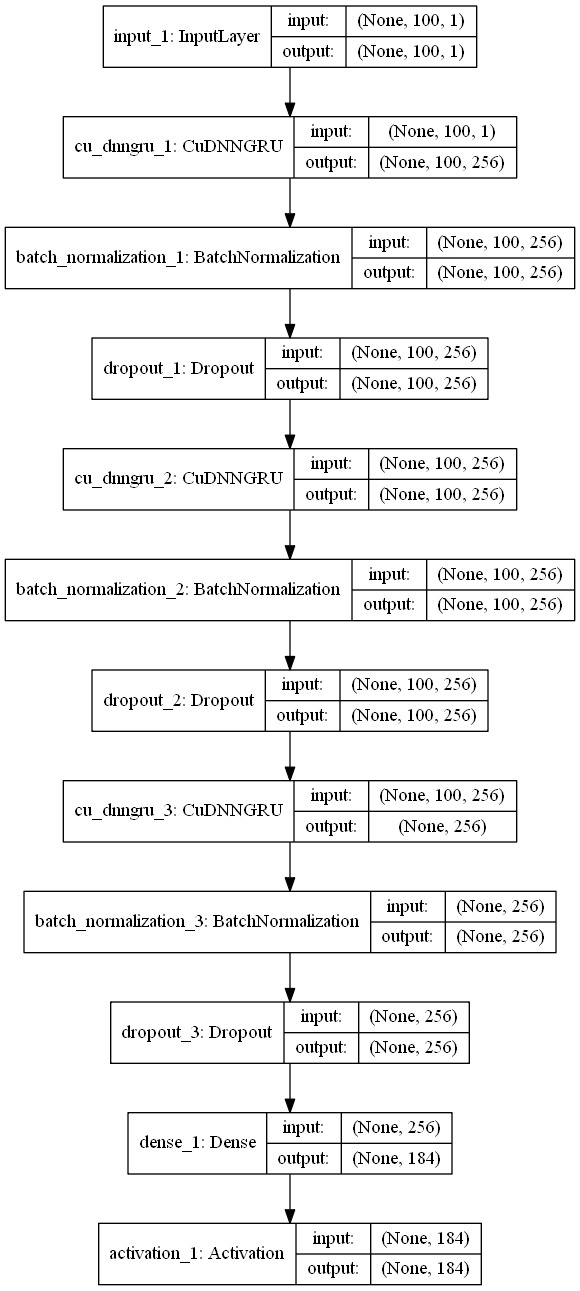 input_1: InputLayer
input: (None, 100, 1)
output: (None, 100, 1)
cu_dnngru_1: CuDNNGRU
input: (None, 100, 1)
output: (None, 100, 256)
batch_normalization_1: BatchNormalization
input: (None, 100, 256)
output: (None, 100, 256)
dropout_1: Dropout
input: (None, 100, 256)
output: (None, 100, 256)
cu_dnngru_2: CuDNNGRU
input: (None, 100, 256)
output: (None, 100, 256)
batch_normalization_2: BatchNormalization
input: (None, 100, 256)
output: (None, 100, 256)
dropout_2: Dropout
input: (None, 100, 256)
output: (None, 100, 256)
cu_dnngru_3: CuDNNGRU
input: (None, 100, 256)
output: (None, 256)
batch_normalization_3: BatchNormalization
input: (None, 256)
output: (None, 256)
dropout_3: Dropout
input: (None, 256)
output: (None, 256)
dense_1: Dense
input: (None, 256)
output: (None, 184)
activation_1: Activation
input: (None, 184)
output: (None, 184)